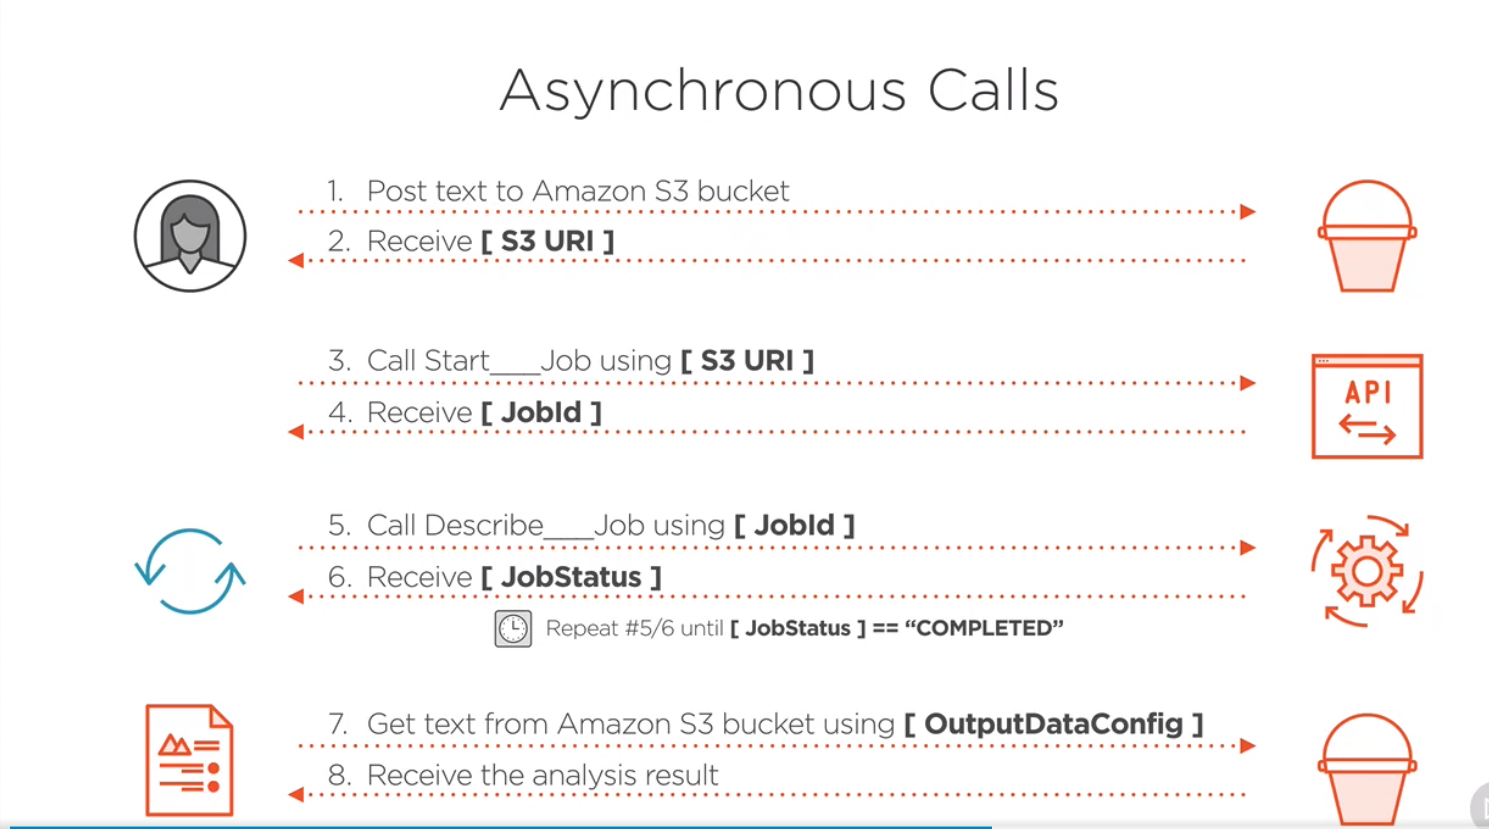 Asynchronous Calls
1. Post text to Amazon S3 bucket
2. Receive [ S3 URI ]
3. Call Start___Job using [ S3 URI ]
4. Receive [ JobId ]
API
5. Call Describe___Job using [ JobId ]
6. Receive [ JobStatus ]
Repeat #5/6 until [ JobStatus ] == “COMPLETED”
7. Get text from Amazon S3 bucket using [ OutputDataConfig ]
8. Receive the analysis result